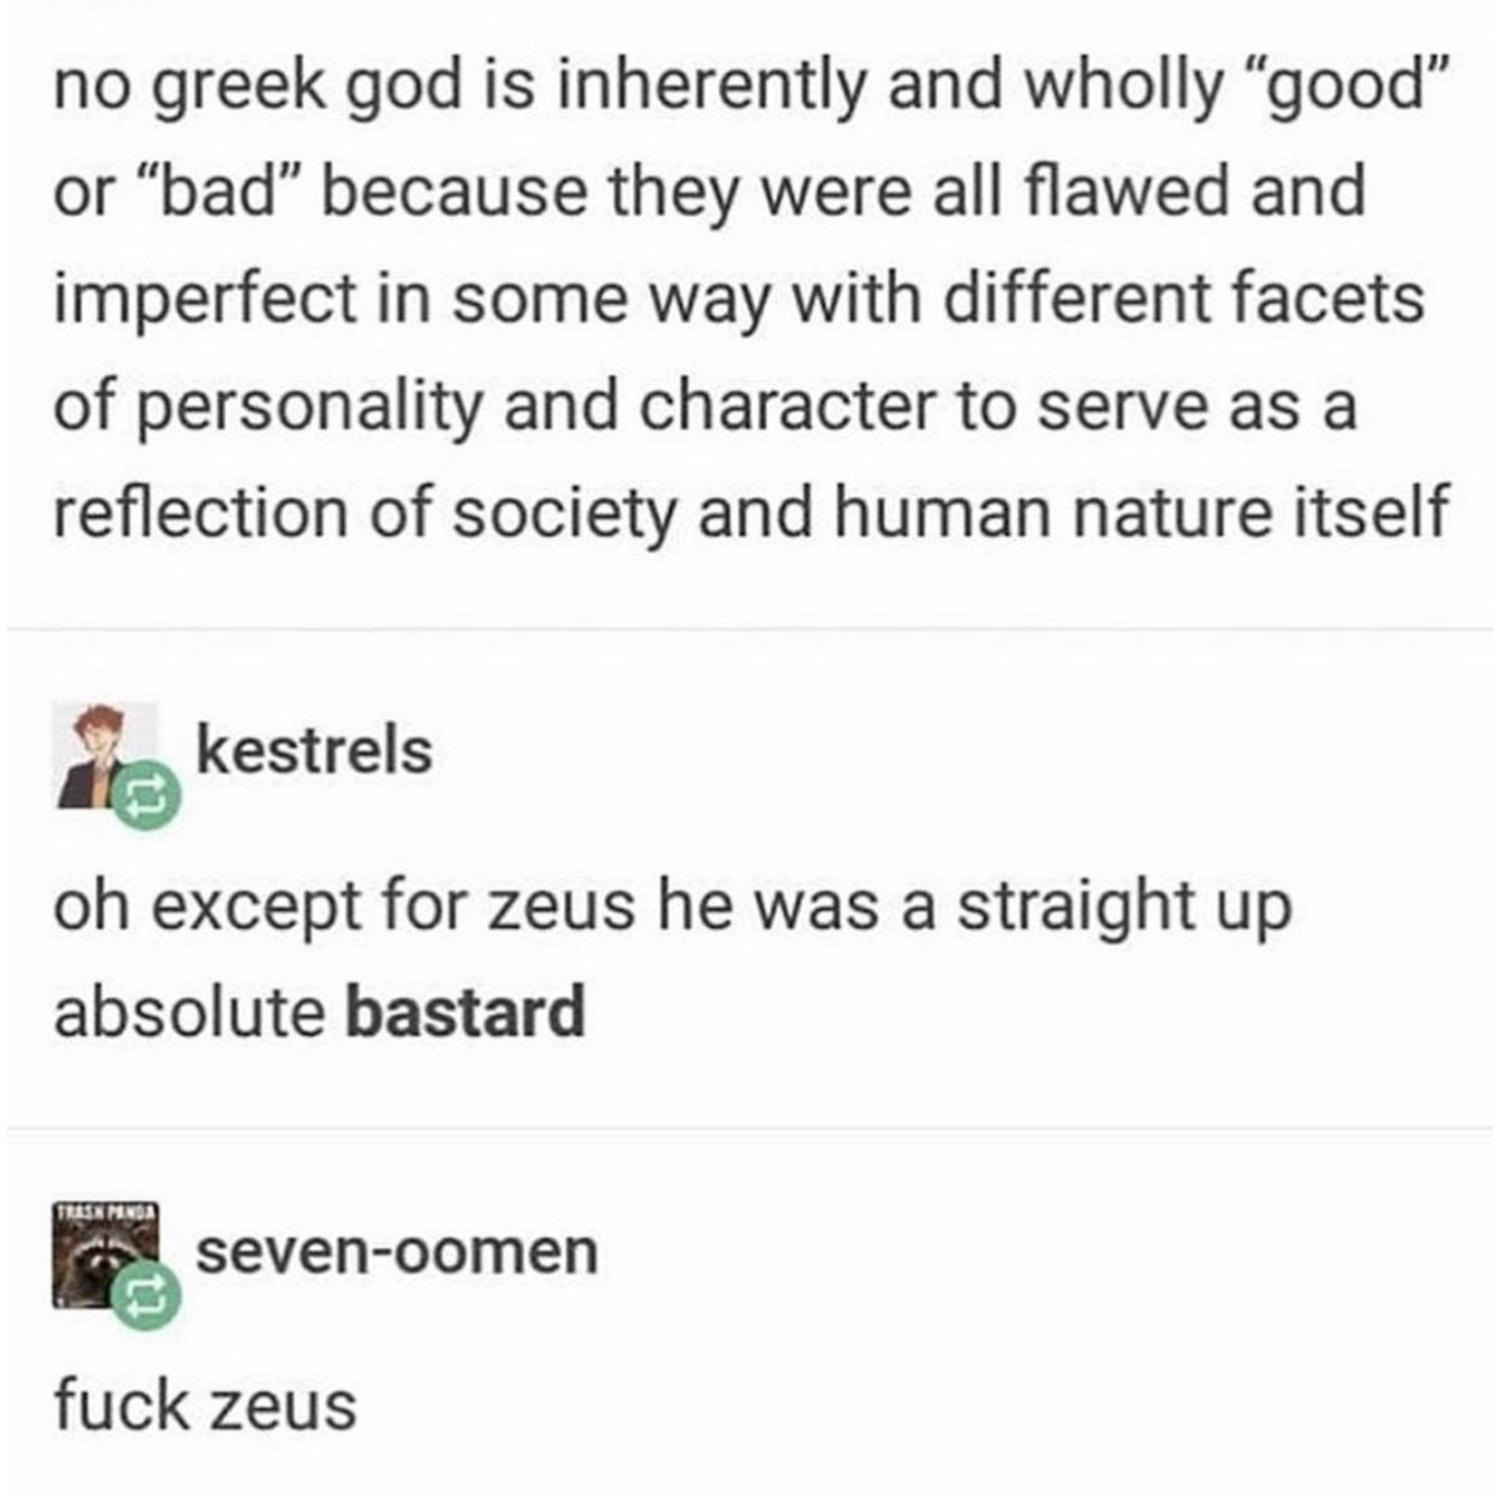 no greek god is inherently and wholly “good”
or “bad” because they were all flawed and
imperfect in some way with different facets
of personality and character to serve as a
reflection of society and human nature itself
kestrels
oh except for zeus he was a straight up
absolute bastard
TRASH PANDA
seven-oomen
fuck zeus